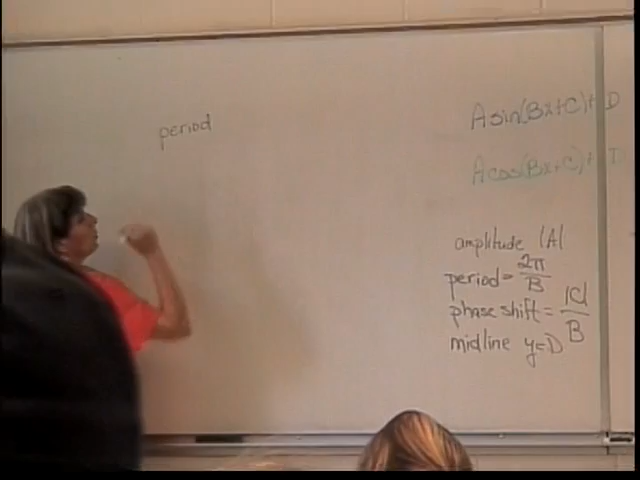 period
Asin(Bx+C)+D
Acos(Bx+C)+D
amplitude |A|
period = 2π/B
phase shift = |C|/B
midline y=D